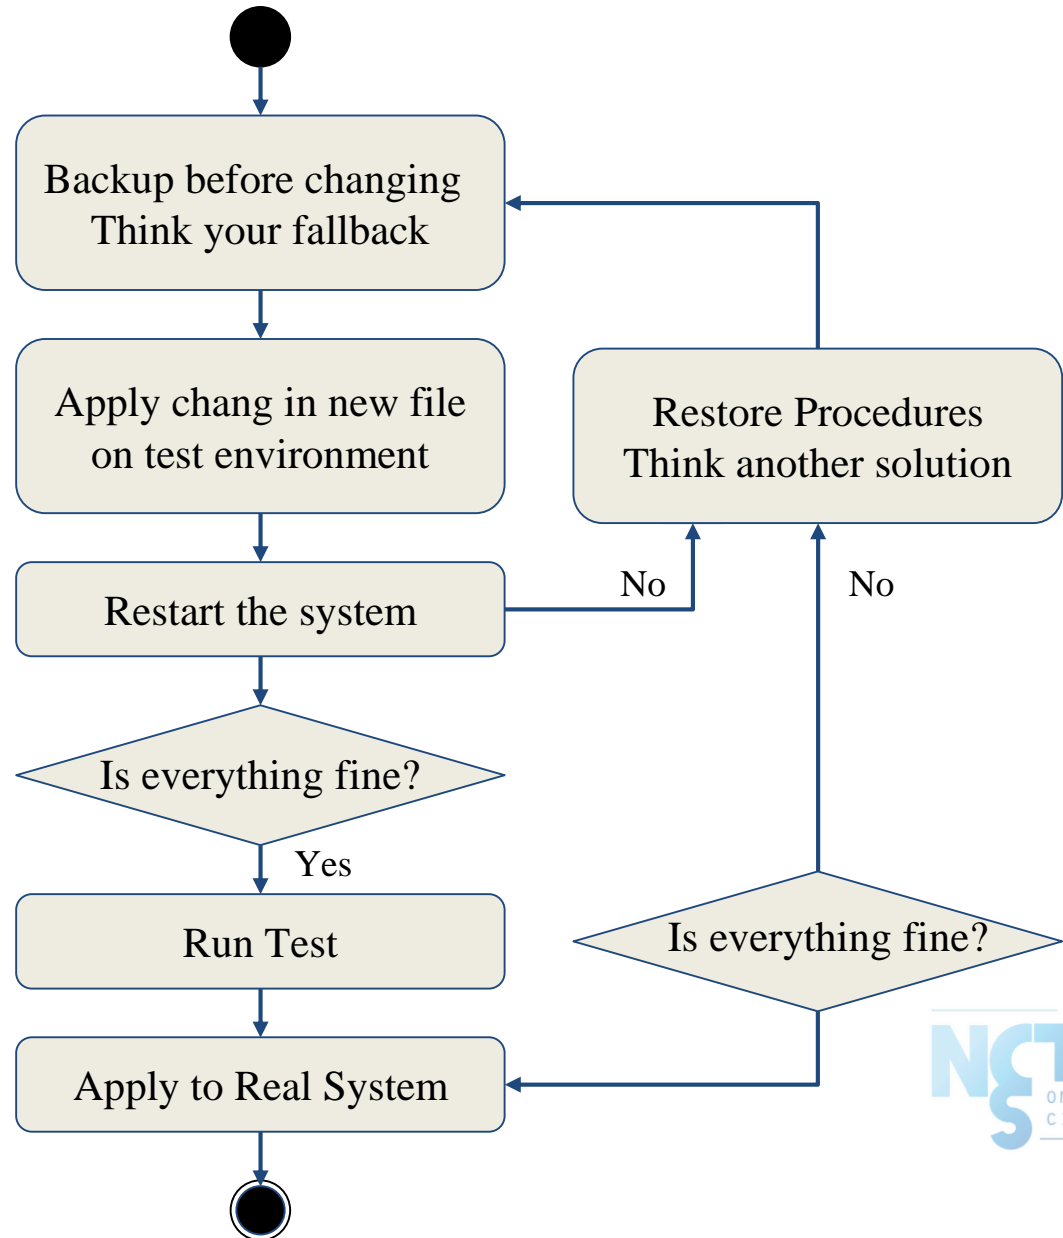 Backup before changing
Think your fallback
Apply chang in new file
on test environment
Restore Procedures
Think another solution
Restart the system
No
No
Is everything fine?
Yes
Run Test
Is everything fine?
Apply to Real System